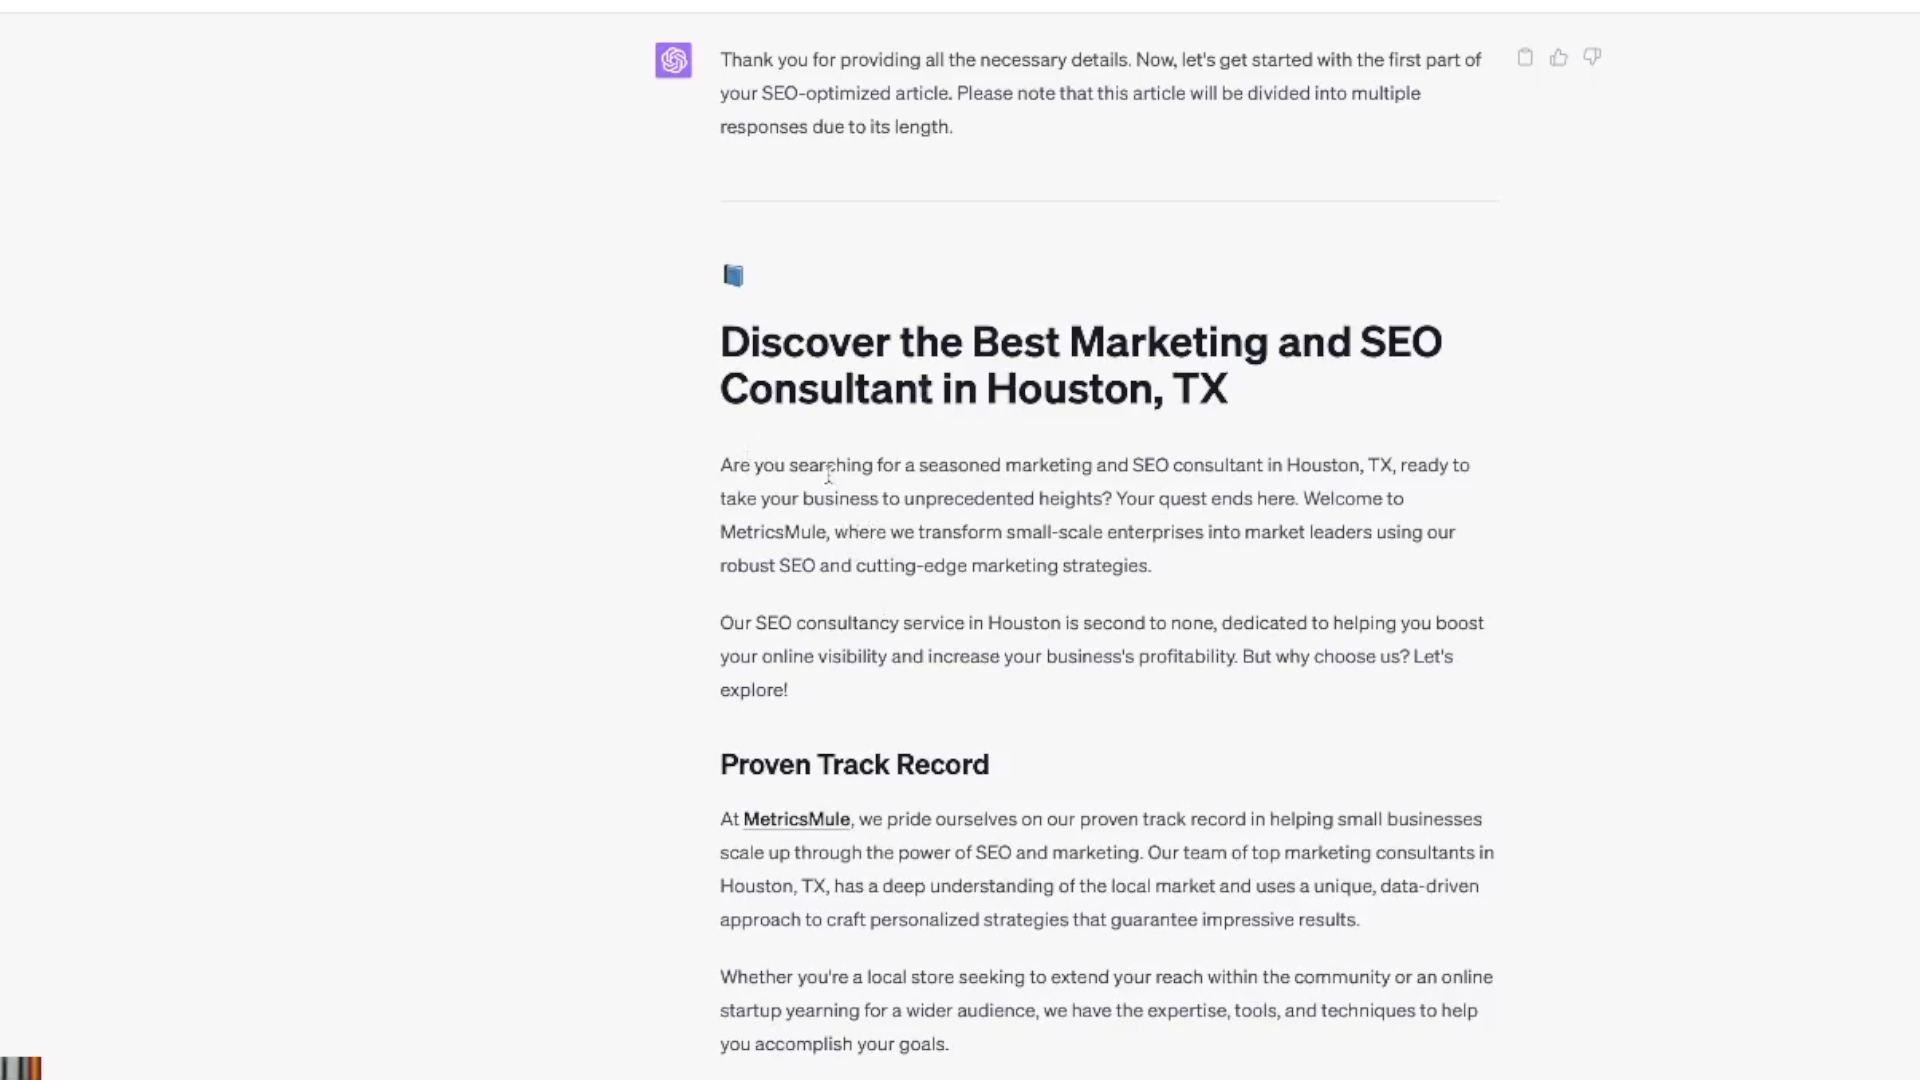 Thank you for providing all the necessary details. Now, let's get started with the first part of
your SEO-optimized article. Please note that this article will be divided into multiple
responses due to its length.
Discover the Best Marketing and SEO
Consultant in Houston, TX
Are you searching for a seasoned marketing and SEO consultant in Houston, TX, ready to
take your business to unprecedented heights? Your quest ends here. Welcome to
MetricsMule, where we transform small-scale enterprises into market leaders using our
robust SEO and cutting-edge marketing strategies.
Our SEO consultancy service in Houston is second to none, dedicated to helping you boost
your online visibility and increase your business's profitability. But why choose us? Let's
explore!
Proven Track Record
At MetricsMule, we pride ourselves on our proven track record in helping small businesses
scale up through the power of SEO and marketing. Our team of top marketing consultants in
Houston, TX, has a deep understanding of the local market and uses a unique, data-driven
approach to craft personalized strategies that guarantee impressive results.
Whether you're a local store seeking to extend your reach within the community or an online
startup yearning for a wider audience, we have the expertise, tools, and techniques to help
you accomplish your goals.